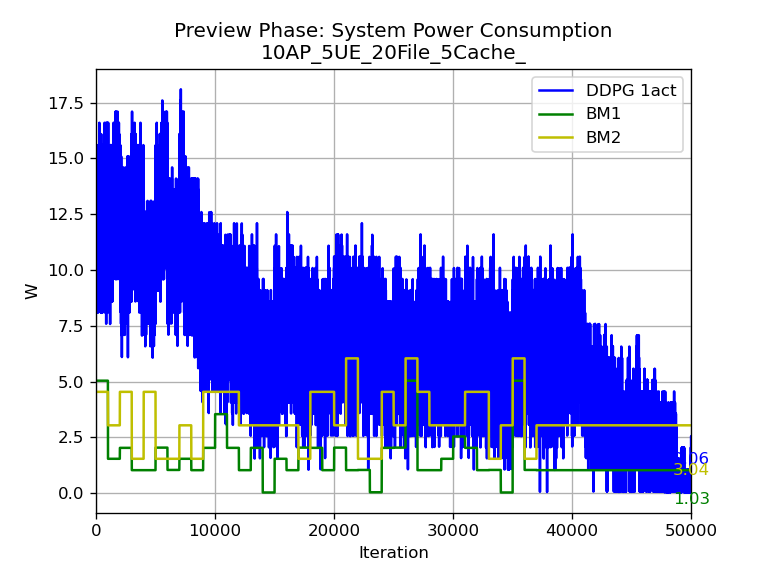 Preview Phase: System Power Consumption
10AP_5UE_20File_5Cache_
DDPG 1act
BM1
BM2
W
17.5
15.0
12.5
10.0
7.5
5.0
2.5
0.0
3.04
1.03
0
10000
20000
30000
40000
50000
Iteration